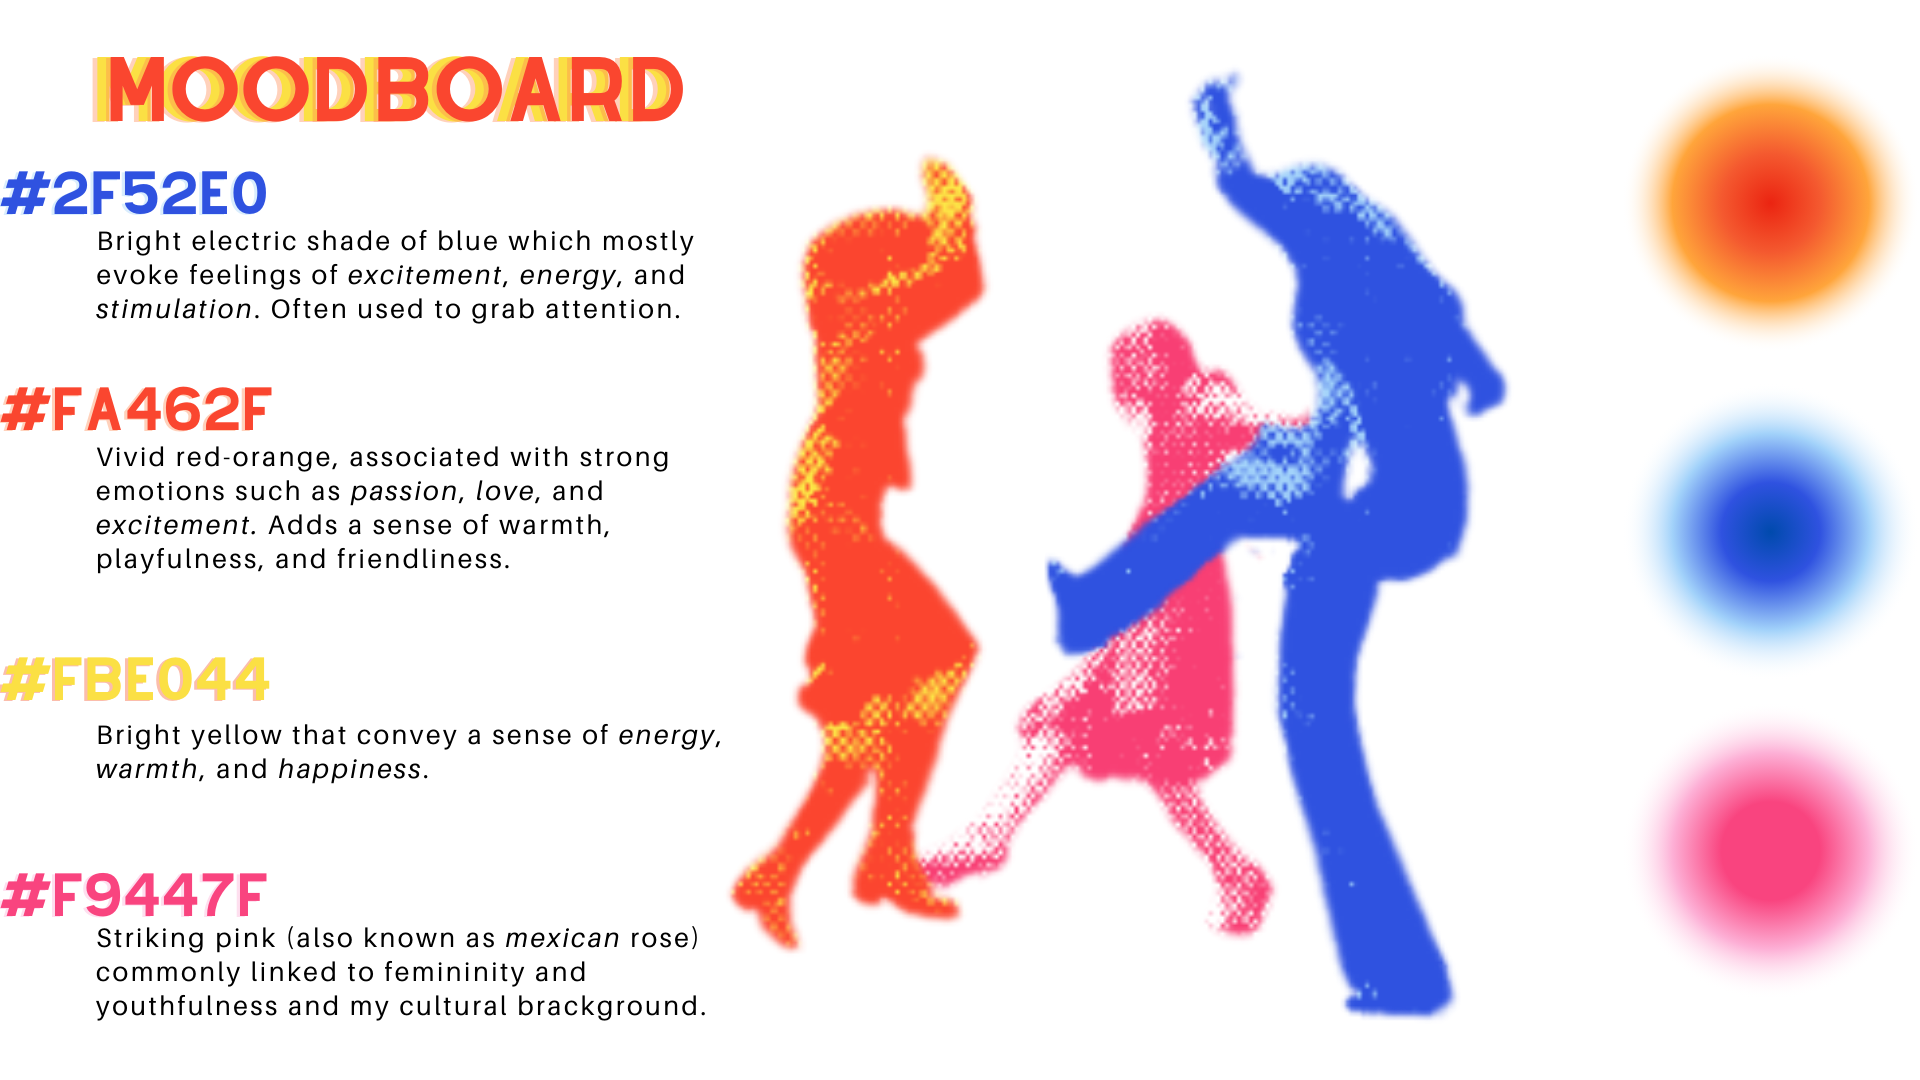 MOODBOARD
#2F52E0
Bright electric shade of blue which mostly
evoke feelings of excitement, energy, and
stimulation. Often used to grab attention.
#FA462F
Vivid red-orange, associated with strong
emotions such as passion, love, and
excitement. Adds a sense of warmth,
playfulness, and friendliness.
#FBE044
Bright yellow that convey a sense of energy,
warmth, and happiness.
#F9447F
Striking pink (also known as mexican rose)
commonly linked to femininity and
youthfulness and my cultural brackground.